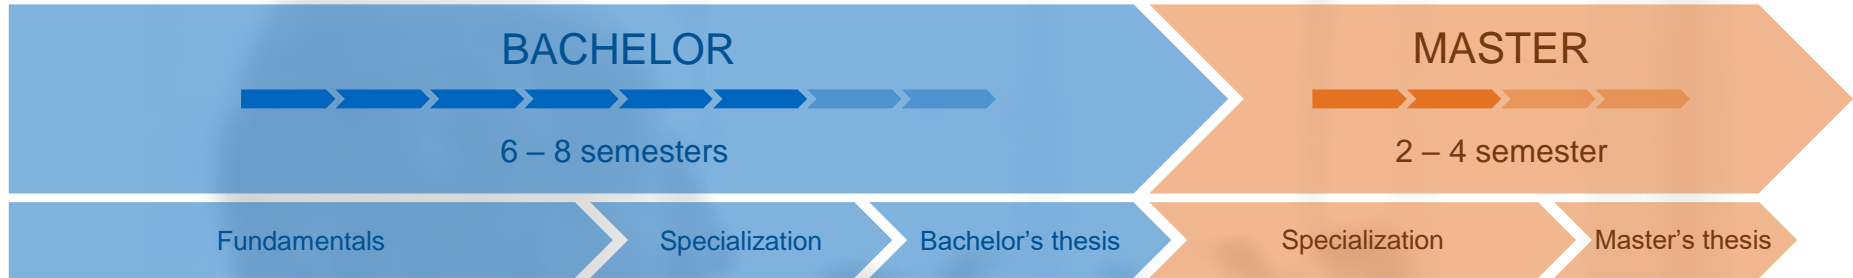 BACHELOR
6 – 8 semesters
MASTER
2 – 4 semester
Fundamentals
Specialization
Bachelor's thesis
Specialization
Master's thesis